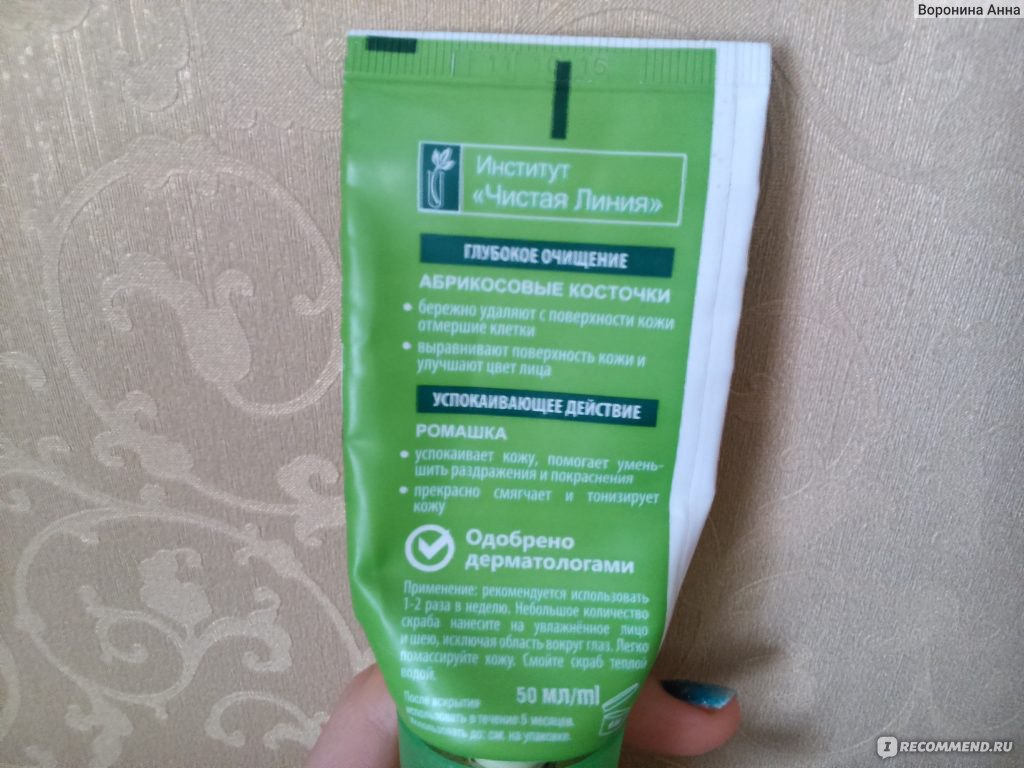 Воронина Анна
Институт
«Чистая Линия»
ГЛУБОКОЕ ОЧИЩЕНИЕ
АБРИКОСОВЫЕ КОСТОЧКИ
• бережно удаляют с поверхности кожи
отмершие клетки
• выравнивают поверхность кожи и
улучшают цвет лица
УСПОКАИВАЮЩЕЕ ДЕЙСТВИЕ
РОМАШКА
• успокаивает кожу, помогает умень-
шить раздражения и покраснения
• прекрасно смягчает и тонизирует
кожу
Одобрено
дерматологами
Применение: рекомендуется использовать
1-2 раза в неделю. Небольшое количество
скраба нанесите на увлажнённое лицо
и шею, исключая область вокруг глаз. Легко
помассируйте кожу. Смойте скраб теплой
водой.
50 мл/ml
После вскрытия
использовать в течение 6 месяцев.
Использовать до: см. на упаковке.
IRECOMMEND.RU